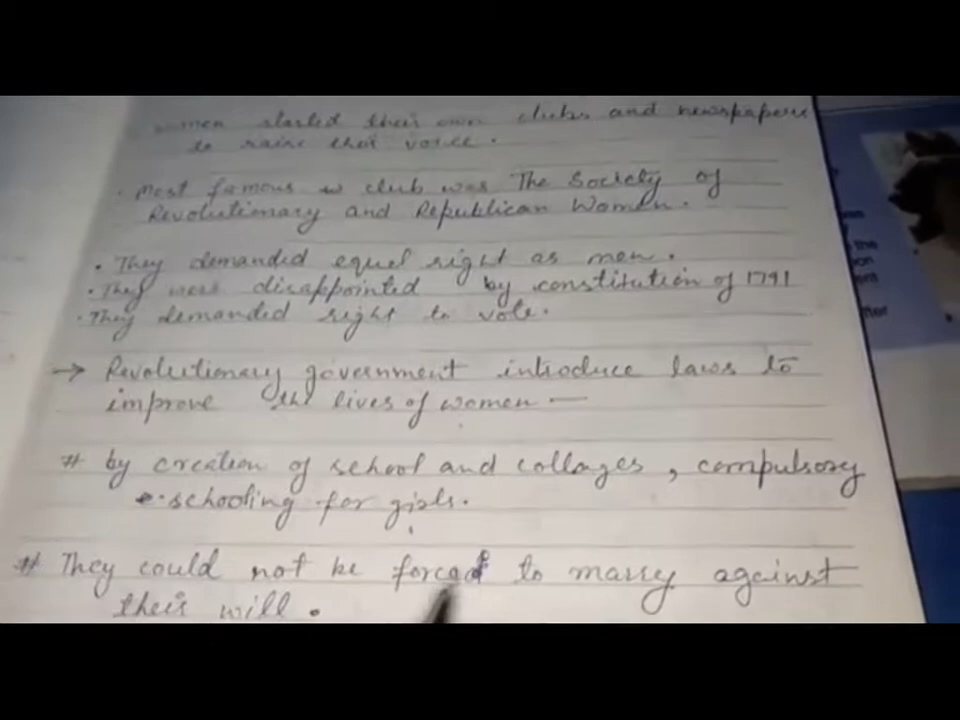 women started their own clubs and newspapers
to raise their voice.
· Most famous w club was The Society of
Revolutionary and Republican Women.
· They demanded equal right as men.
· They were disappointed by constitution of 1791
· They demanded right to vote.
→ Revolutionary government introduce laws to
improve the lives of women —
# by creation of school and collages, compulsory
schooling for girls.
# They could not be forced to marry against
their will.
the